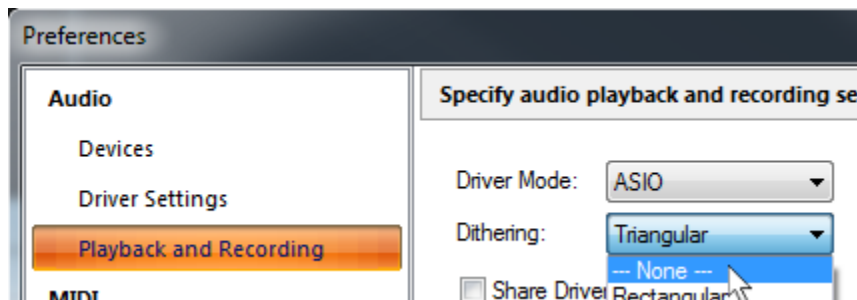 Preferences
Audio
Devices
Driver Settings
Playback and Recording
MIDI
Specify audio playback and recording se
Driver Mode: ASIO
Dithering: Triangular
--- None ---
Share Driver
Rectangular